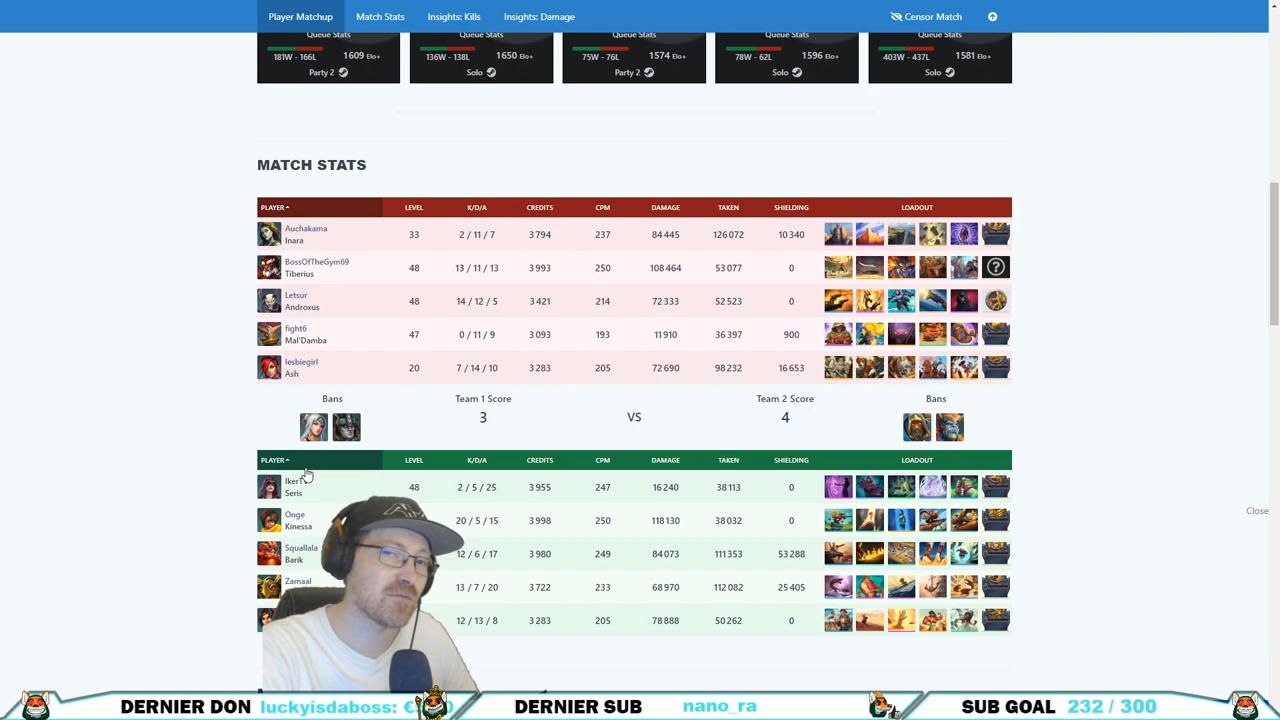 Player Matchup Match Stats Insights: Kills Insights: Damage Censor Match
Queue Stats Queue Stats Queue Stats Queue Stats Queue Stats
181W - 166L 1609 Elo+ 136W - 138L 1650 Elo+ 75W - 76L 1574 Elo+ 78W - 62L 1596 Elo+ 403W - 437L 1581 Elo+
Party 2 Solo Party 2 Solo Solo
MATCH STATS
PLAYER LEVEL K/D/A CREDITS CPM DAMAGE TAKEN SHIELDING LOADOUT
Auchakama
Inara
33 2 / 11 / 7 3 794 237 84 445 126 072 10 340
BossOfTheGym69
Tiberius
48 13 / 11 / 13 3 993 250 108 464 53 077 0 ?
Letsur
Androxus
48 14 / 12 / 5 3 421 214 72 333 52 523 0
fight6
Mal'Damba
47 0 / 11 / 9 3 093 193 11 910 36 397 900
lesbiegirl
Ash
20 7 / 14 / 10 3 283 205 72 690 98 232 16 653
Bans Team 1 Score Team 2 Score Bans
3 VS 4
PLAYER LEVEL K/D/A CREDITS CPM DAMAGE TAKEN SHIELDING LOADOUT
Seris
48 2 / 5 / 25 3 955 247 16 240 38 113 0
Onge
Kinessa
20 / 5 / 15 3 998 250 118 130 38 032 0
Squallala
Barik
12 / 6 / 17 3 980 249 84 073 111 353 53 288
Zamaal
13 / 7 / 20 3 722 233 68 970 112 082 25 405
12 / 13 / 8 3 283 205 78 888 50 262 0
Close
DERNIER DON luckyisdaboss: DERNIER SUB nano_ra SUB GOAL 232 / 300